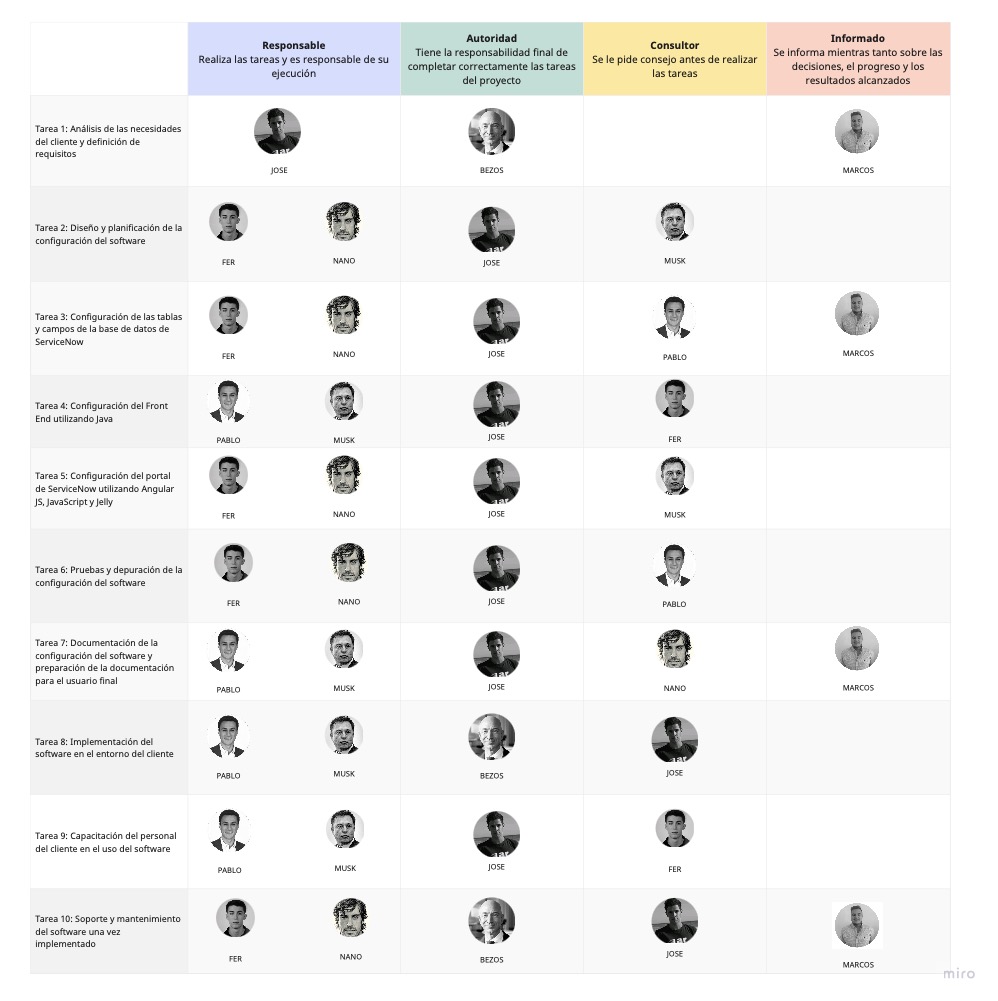 Responsable
Realiza las tareas y es responsable de su
ejecución
Autoridad
Tiene la responsabilidad final de
completar correctamente las tareas
del proyecto
Consultor
Se le pide consejo antes de realizar
las tareas
Informado
Se informa mientras tanto sobre las
decisiones, el progreso y los
resultados alcanzados
Tarea 1: Análisis de las necesidades
del cliente y definición de
requisitos
JOSE
BEZOS
MARCOS
Tarea 2: Diseño y planificación de la
configuración del software
FER
NANO
JOSE
MUSK
Tarea 3: Configuración de las tablas
y campos de la base de datos de
ServiceNow
FER
NANO
JOSE
PABLO
MARCOS
Tarea 4: Configuración del Front
End utilizando Java
PABLO
MUSK
JOSE
FER
Tarea 5: Configuración del portal
de ServiceNow utilizando Angular
JS, JavaScript y Jelly
FER
NANO
JOSE
MUSK
Tarea 6: Pruebas y depuración de la
configuración del software
FER
NANO
JOSE
PABLO
Tarea 7: Documentación de la
configuración del software y
preparación de la documentación
para el usuario final
PABLO
MUSK
JOSE
NANO
MARCOS
Tarea 8: Implementación del
software en el entorno del cliente
PABLO
MUSK
BEZOS
JOSE
Tarea 9: Capacitación del personal
del cliente en el uso del software
PABLO
MUSK
JOSE
FER
Tarea 10: Soporte y mantenimiento
del software una vez
implementado
FER
NANO
BEZOS
JOSE
MARCOS
miro